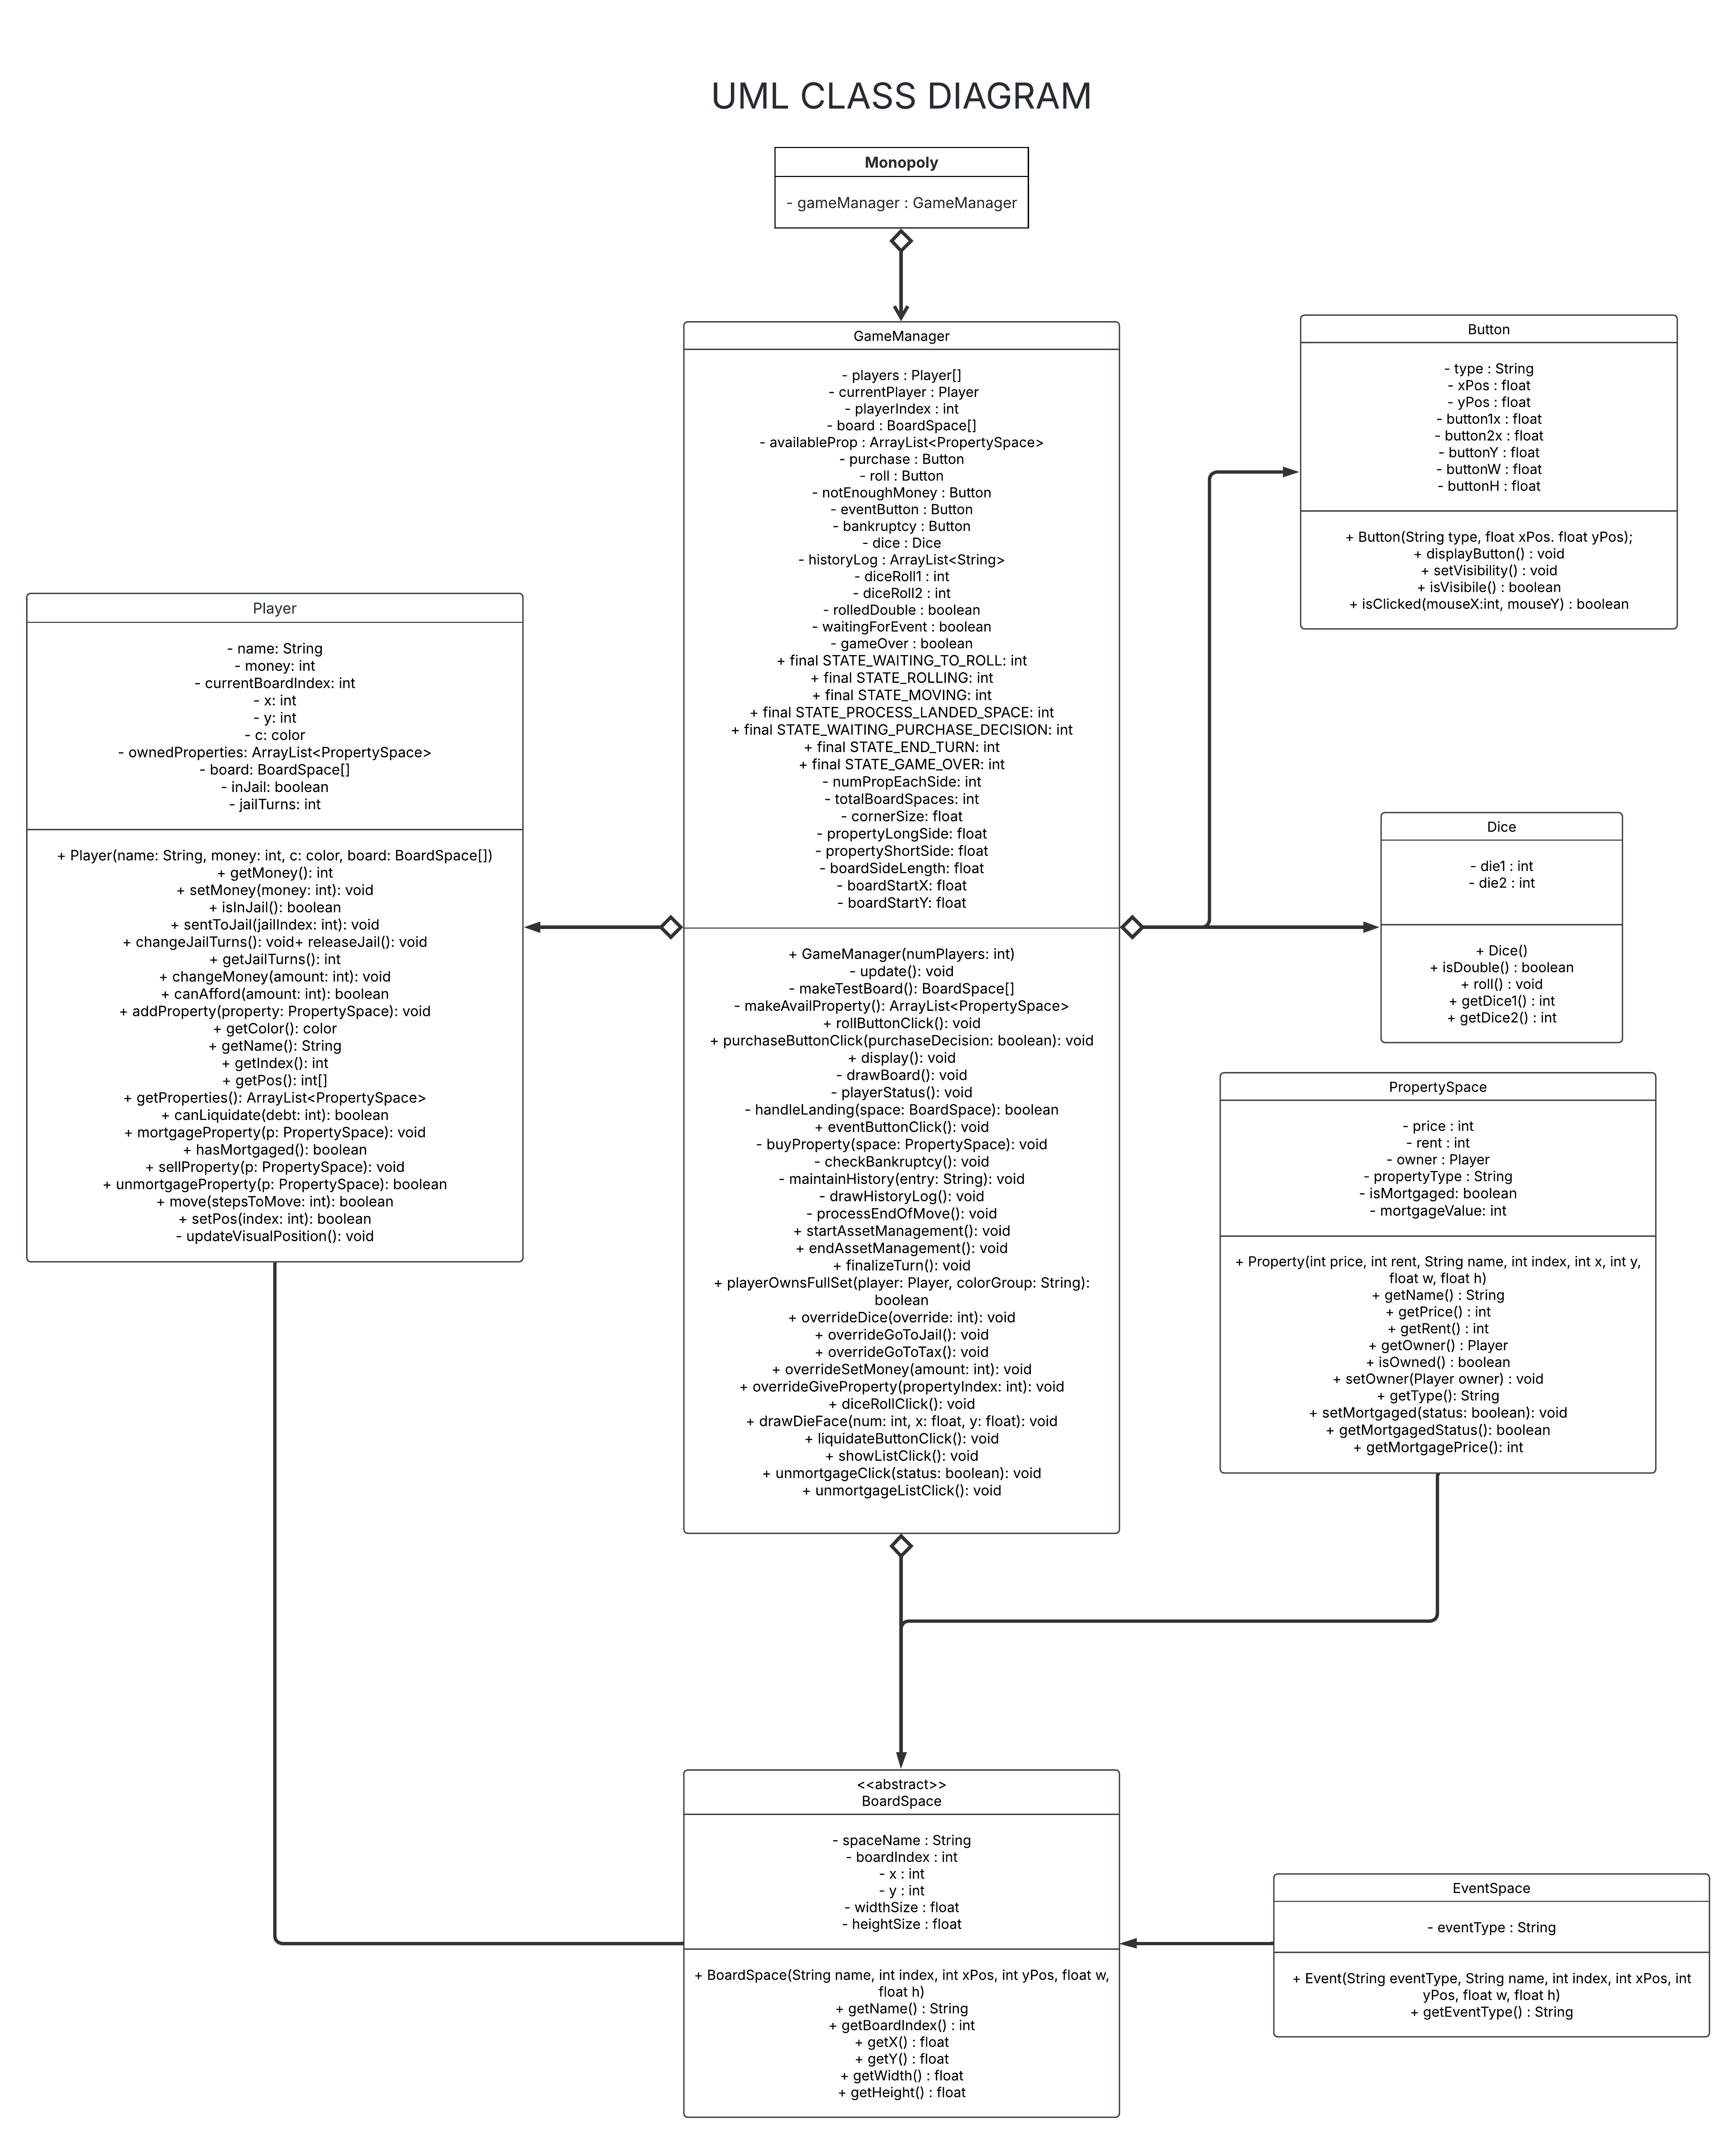 UML CLASS DIAGRAM
Monopoly
- gameManager : GameManager
GameManager
- players : Player[]
- currentPlayer : Player
- playerIndex : int
- board : BoardSpace[]
- availableProp : ArrayList<PropertySpace>
- purchase : Button
- roll : Button
- notEnoughMoney : Button
- eventButton : Button
- bankruptcy : Button
- dice : Dice
- historyLog : ArrayList<String>
- diceRoll1 : int
- diceRoll2 : int
- rolledDouble : boolean
- waitingForEvent : boolean
- gameOver : boolean
+ final STATE_WAITING_TO_ROLL: int
+ final STATE_ROLLING: int
+ final STATE_MOVING: int
+ final STATE_PROCESS_LANDED_SPACE: int
+ final STATE_WAITING_PURCHASE_DECISION: int
+ final STATE_END_TURN: int
+ final STATE_GAME_OVER: int
- numPropEachSide: int
- totalBoardSpaces: int
- cornerSize: float
- propertyLongSide: float
- propertyShortSide: float
- boardSideLength: float
- boardStartX: float
- boardStartY: float
+ GameManager(numPlayers: int)
- update(): void
- makeTestBoard(): BoardSpace[]
- makeAvailProperty(): ArrayList<PropertySpace>
+ rollButtonClick(): void
+ purchaseButtonClick(purchaseDecision: boolean): void
+ display(): void
- drawBoard(): void
- playerStatus(): void
- handleLanding(space: BoardSpace): boolean
+ eventButtonClick(): void
- buyProperty(space: PropertySpace): void
- checkBankruptcy(): void
- maintainHistory(entry: String): void
- drawHistoryLog(): void
- processEndOfMove(): void
+ startAssetManagement(): void
+ endAssetManagement(): void
+ finalizeTurn(): void
+ playerOwnsFullSet(player: Player, colorGroup: String):
boolean
+ overrideDice(override: int): void
+ overrideGoToJail(): void
+ overrideGoToTax(): void
+ overrideSetMoney(amount: int): void
+ overrideGiveProperty(propertyIndex: int): void
+ diceRollClick(): void
+ drawDieFace(num: int, x: float, y: float): void
+ liquidateButtonClick(): void
+ showListClick(): void
+ unmortgageClick(status: boolean): void
+ unmortgageListClick(): void
Button
- type : String
- xPos : float
- yPos : float
- button1x : float
- button2x : float
- buttonY : float
- buttonW : float
- buttonH : float
+ Button(String type, float xPos. float yPos);
+ displayButton() : void
+ setVisibility() : void
+ isVisibile() : boolean
+ isClicked(mouseX:int, mouseY) : boolean
Player
- name: String
- money: int
- currentBoardIndex: int
- x: int
- y: int
- c: color
- ownedProperties: ArrayList<PropertySpace>
- board: BoardSpace[]
- inJail: boolean
- jailTurns: int
+ Player(name: String, money: int, c: color, board: BoardSpace[])
+ getMoney(): int
+ setMoney(money: int): void
+ isInJail(): boolean
+ sentToJail(jailIndex: int): void
+ changeJailTurns(): void+ releaseJail(): void
+ getJailTurns(): int
+ changeMoney(amount: int): void
+ canAfford(amount: int): boolean
+ addProperty(property: PropertySpace): void
+ getColor(): color
+ getName(): String
+ getIndex(): int
+ getPos(): int[]
+ getProperties(): ArrayList<PropertySpace>
+ canLiquidate(debt: int): boolean
+ mortgageProperty(p: PropertySpace): void
+ hasMortgaged(): boolean
+ sellProperty(p: PropertySpace): void
+ unmortgageProperty(p: PropertySpace): boolean
+ move(stepsToMove: int): boolean
+ setPos(index: int): boolean
- updateVisualPosition(): void
Dice
- die1 : int
- die2 : int
+ Dice()
+ isDouble() : boolean
+ roll() : void
+ getDice1() : int
+ getDice2() : int
PropertySpace
- price : int
- rent : int
- owner : Player
- propertyType : String
- isMortgaged: boolean
- mortgageValue: int
+ Property(int price, int rent, String name, int index, int x, int y,
float w, float h)
+ getName() : String
+ getPrice() : int
+ getRent() : int
+ getOwner() : Player
+ isOwned() : boolean
+ setOwner(Player owner) : void
+ getType(): String
+ setMortgaged(status: boolean): void
+ getMortgagedStatus(): boolean
+ getMortgagePrice(): int
<<abstract>>
BoardSpace
- spaceName : String
- boardIndex : int
- x : int
- y : int
- widthSize : float
- heightSize : float
+ BoardSpace(String name, int index, int xPos, int yPos, float w,
float h)
+ getName() : String
+ getBoardIndex() : int
+ getX() : float
+ getY() : float
+ getWidth() : float
+ getHeight() : float
EventSpace
- eventType : String
+ Event(String eventType, String name, int index, int xPos, int
yPos, float w, float h)
+ getEventType() : String